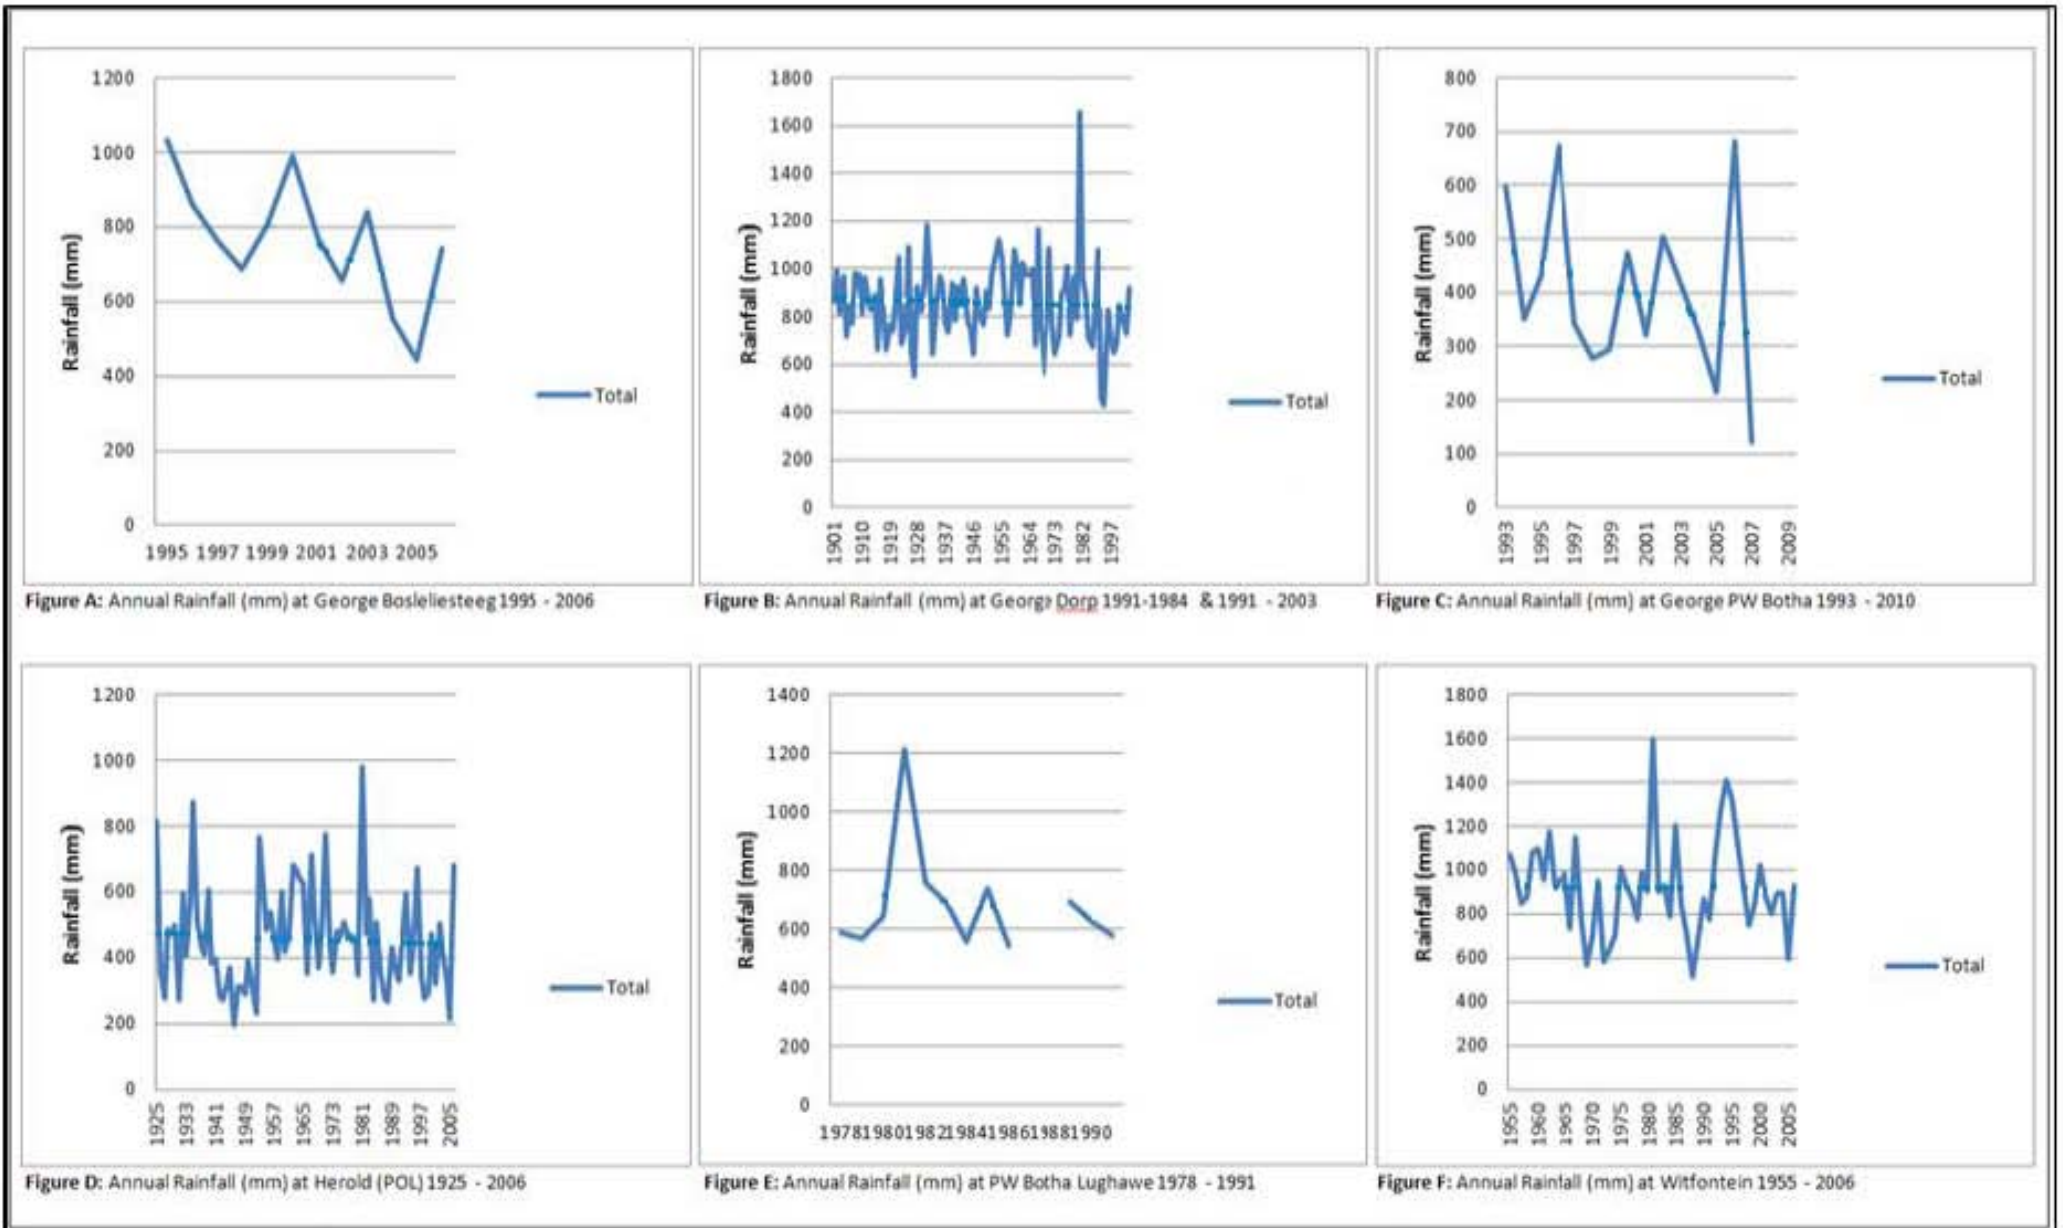 1200
1000
800
600
400
200
0
Rainfall (mm)
1995 1997 1999 2001 2003 2005
Total
Figure A: Annual Rainfall (mm) at George Bosleliesteeg 1995 - 2006
1800
1600
1400
1200
1000
800
600
400
200
0
Rainfall (mm)
1901 1910 1919 1928 1937 1946 1955 1964 1973 1982 1997
Total
Figure B: Annual Rainfall (mm) at George Dorp 1991-1984 & 1991 - 2003
800
700
600
500
400
300
200
100
0
Rainfall (mm)
1993 1995 1997 1999 2001 2003 2005 2007 2009
Total
Figure C: Annual Rainfall (mm) at George PW Botha 1993 - 2010
1200
1000
800
600
400
200
0
Rainfall (mm)
1925 1933 1941 1949 1957 1965 1973 1981 1989 1997 2005
Total
Figure D: Annual Rainfall (mm) at Herold (POL) 1925 - 2006
1400
1200
1000
800
600
400
200
0
Rainfall (mm)
1978198019821984198619881990
Total
Figure E: Annual Rainfall (mm) at PW Botha Lughawe 1978 - 1991
1800
1600
1400
1200
1000
800
600
400
200
0
Rainfall (mm)
1955 1960 1965 1970 1975 1980 1985 1990 1995 2000 2005
Total
Figure F: Annual Rainfall (mm) at Witfontein 1955 - 2006